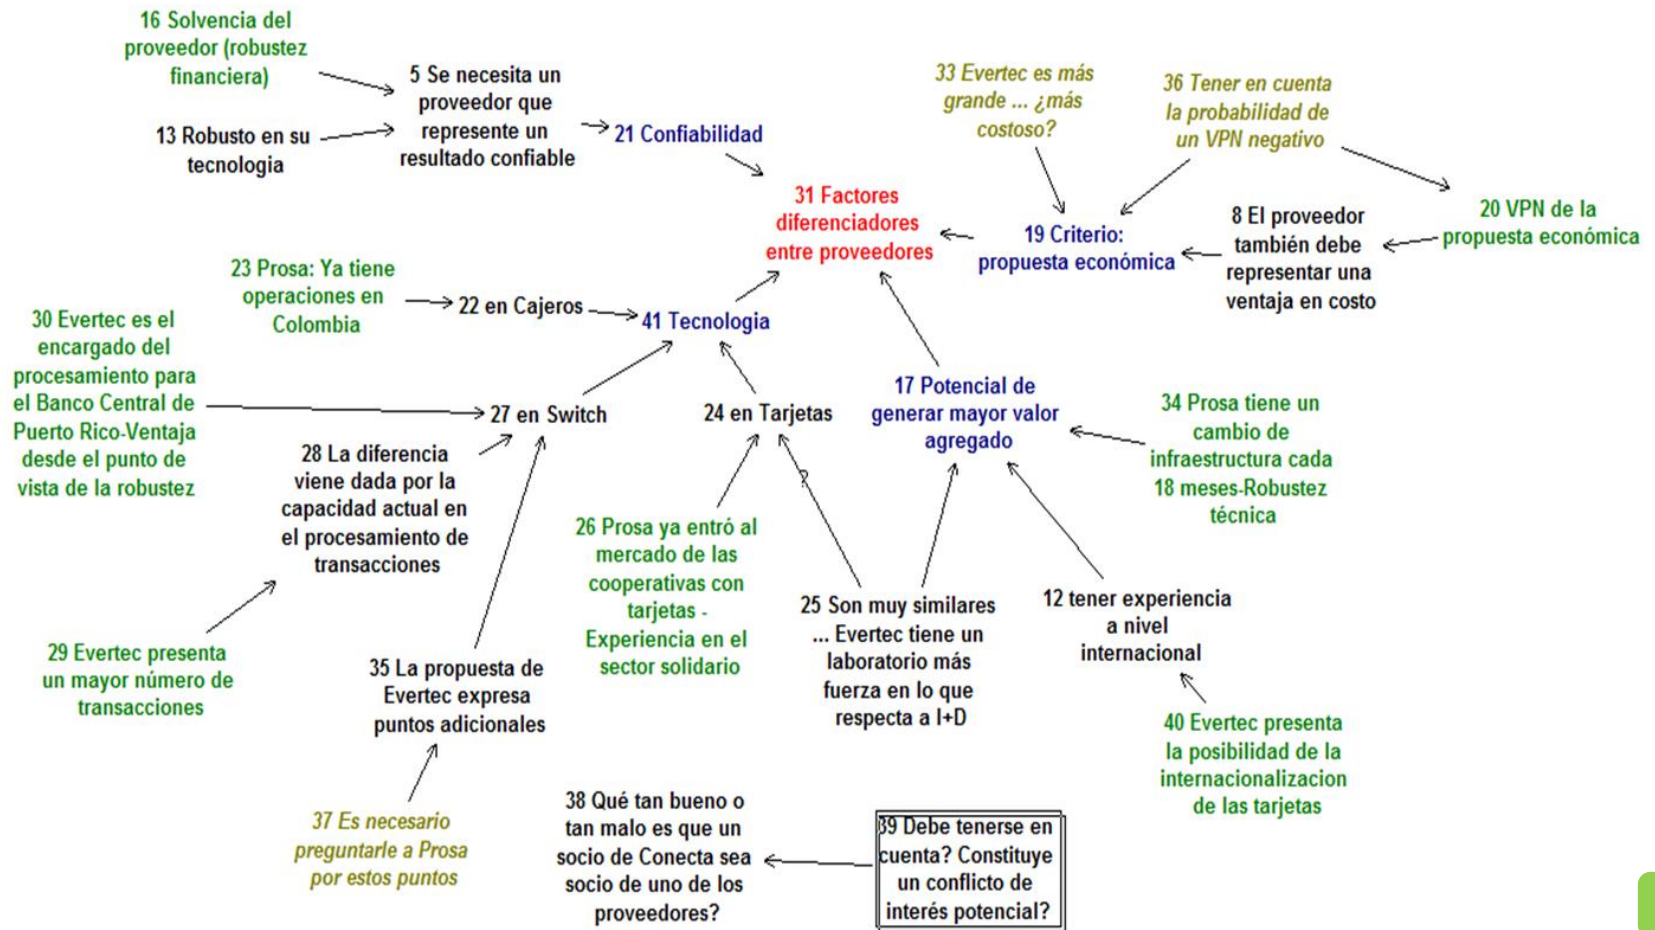 16 Solvencia del
proveedor (robustez
financiera)
5 Se necesita un
proveedor que
represente un
resultado confiable
13 Robusto en su
tecnologia
21 Confiabilidad
33 Evertec es más
grande ... ¿más
costoso?
36 Tener en cuenta
la probabilidad de
un VPN negativo
31 Factores
diferenciadores
entre proveedores
19 Criterio:
propuesta económica
8 El proveedor
también debe
representar una
ventaja en costo
20 VPN de la
propuesta económica
23 Prosa: Ya tiene
operaciones en
Colombia
22 en Cajeros
41 Tecnologia
30 Evertec es el
encargado del
procesamiento para
el Banco Central de
Puerto Rico-Ventaja
desde el punto de
vista de la robustez
27 en Switch
24 en Tarjetas
17 Potencial de
generar mayor valor
agregado
34 Prosa tiene un
cambio de
infraestructura cada
18 meses-Robustez
técnica
28 La diferencia
viene dada por la
capacidad actual en
el procesamiento de
transacciones
?
26 Prosa ya entró al
mercado de las
cooperativas con
tarjetas -
Experiencia en el
sector solidario
25 Son muy similares
... Evertec tiene un
laboratorio más
fuerza en lo que
respecta a I+D
12 tener experiencia
a nivel
internacional
29 Evertec presenta
un mayor número de
transacciones
35 La propuesta de
Evertec expresa
puntos adicionales
40 Evertec presenta
la posibilidad de la
internacionalizacion
de las tarjetas
37 Es necesario
preguntarle a Prosa
por estos puntos
38 Qué tan bueno o
tan malo es que un
socio de Conecta sea
socio de uno de los
proveedores?
39 Debe tenerse en
cuenta? Constituye
un conflicto de
interés potencial?